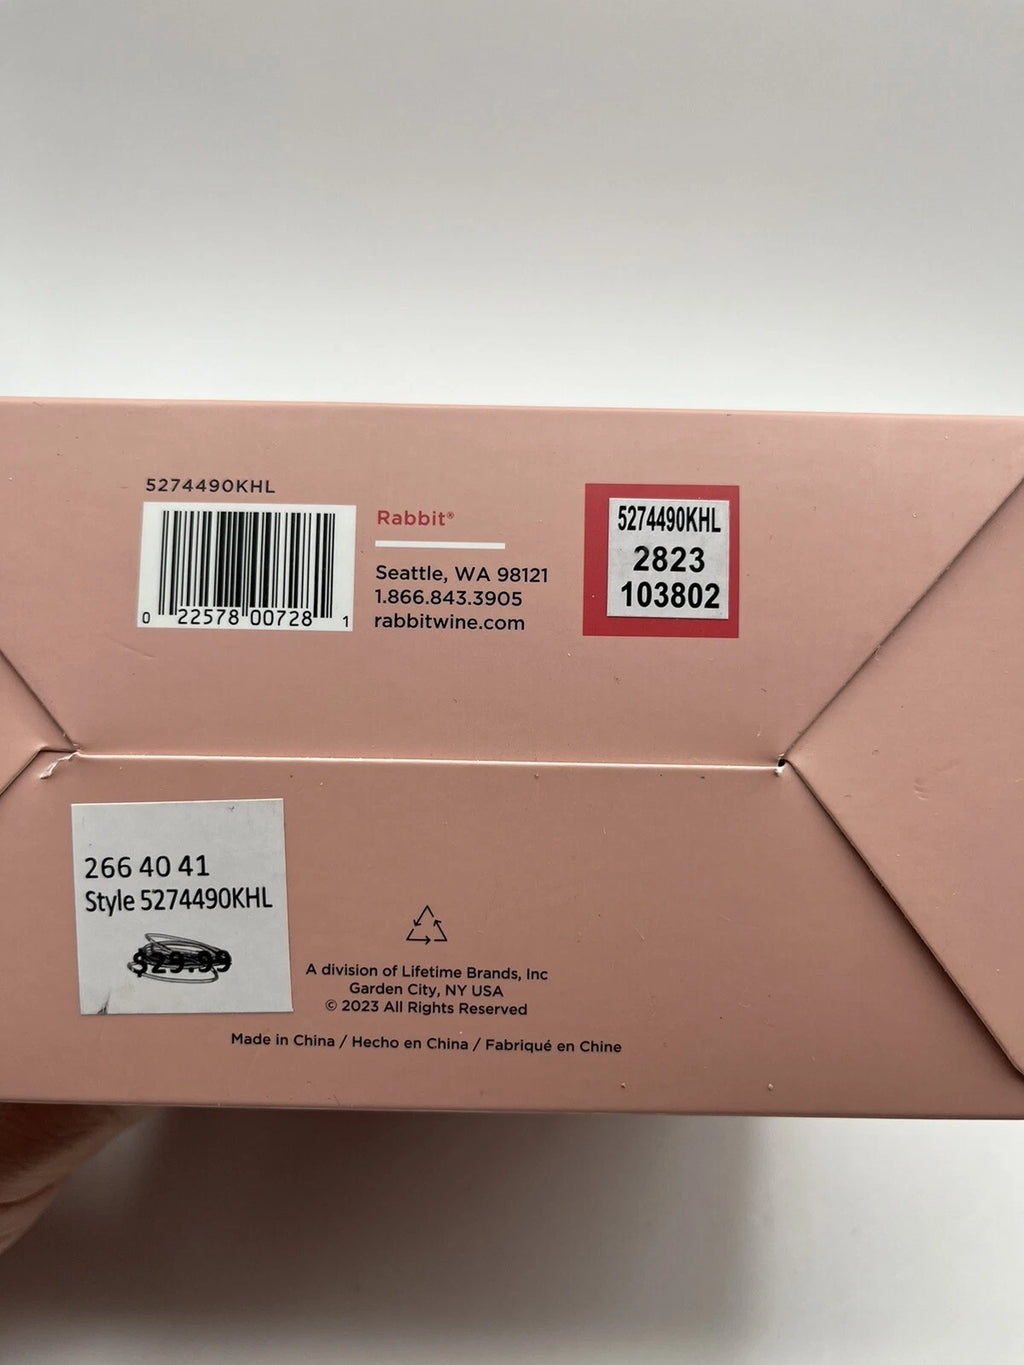 5274490KHL
0 22578 00728 1
Rabbit®
Seattle, WA 98121
1.866.843.3905
rabbitwine.com
5274490KHL
2823
103802
266 40 41
Style 5274490KHL
$29.99
A division of Lifetime Brands, Inc
Garden City, NY USA
© 2023 All Rights Reserved
Made in China / Hecho en China / Fabriqué en Chine